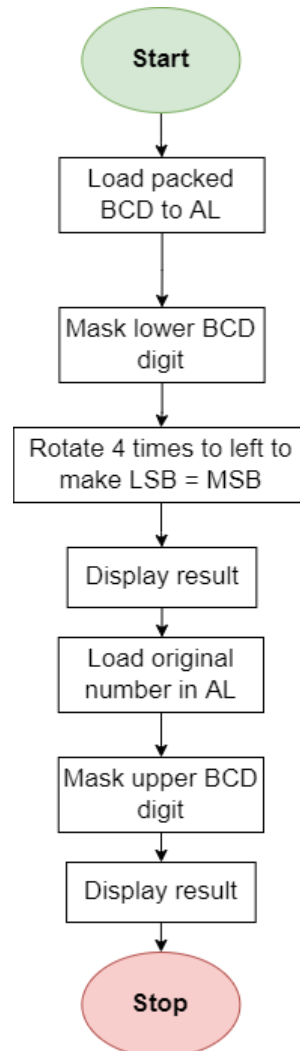 Start
Load packed
BCD to AL
Mask lower BCD
digit
Rotate 4 times to left to
make LSB = MSB
Display result
Load original
number in AL
Mask upper BCD
digit
Display result
Stop